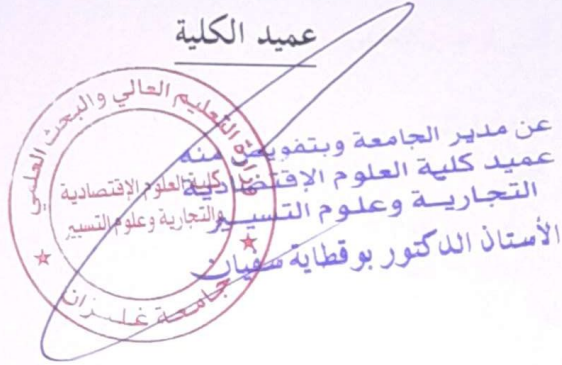 عميد الكلية
وزارة التعليم العالي والبحث العلمي
كلية العلوم الإقتصادية
والتجارية وعلوم التسيير
جامعة غليزان
عن مدير الجامعة وبتفويض منه
عميد كلية العلوم الإقتصادية
التجارية وعلوم التسيير
الأستاذ الدكتور بوقطاية سفيان